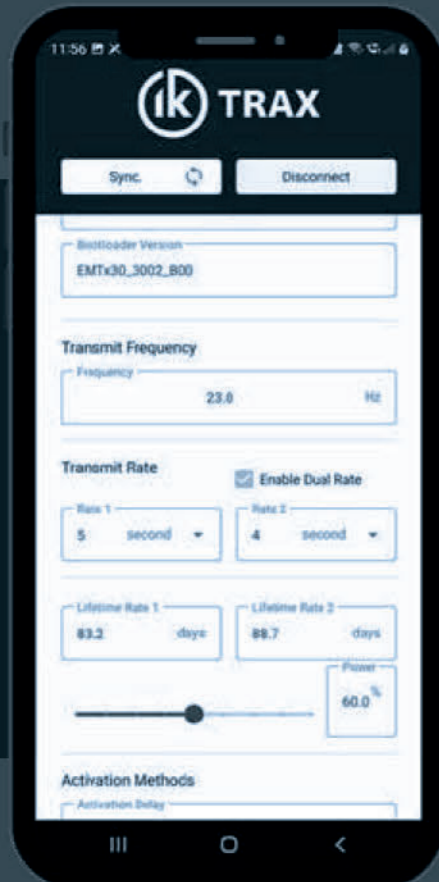 11:56
ik TRAX
Sync. Disconnect
Bootloader Version
EMTx30_3002_B00
Transmit Frequency
Frequency
23.0 Hz
Transmit Rate Enable Dual Rate
Rate 1 Rate 2
5 second 4 second
Lifetime Rate 1 Lifetime Rate 2
83.2 days 88.7 days
Power
60.0 %
Activation Methods
Activation Delay